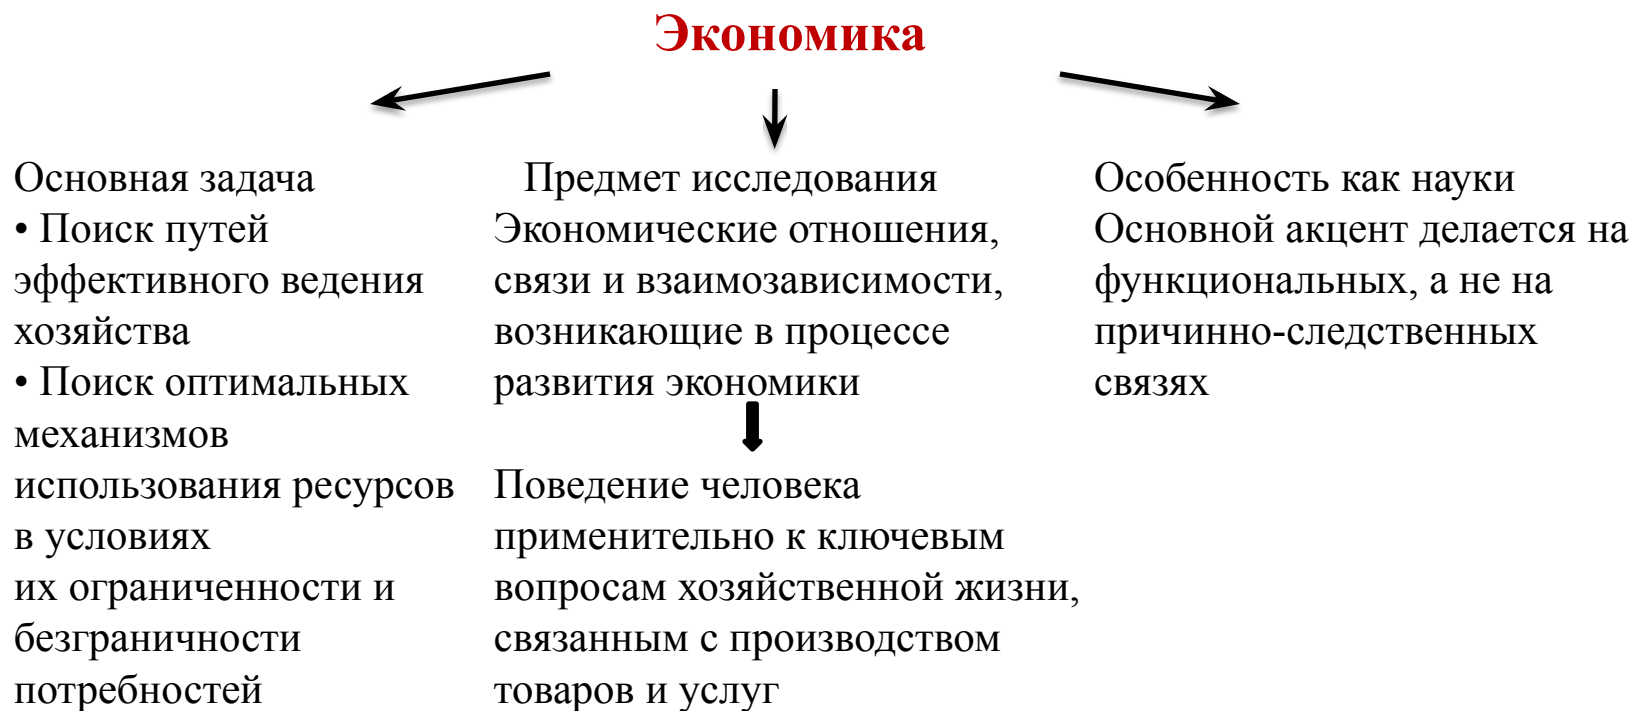 Экономика
Основная задача
• Поиск путей
эффективного ведения
хозяйства
• Поиск оптимальных
механизмов
использования ресурсов
в условиях
их ограниченности и
безграничности
потребностей
Предмет исследования
Экономические отношения,
связи и взаимозависимости,
возникающие в процессе
развития экономики
Поведение человека
применительно к ключевым
вопросам хозяйственной жизни,
связанным с производством
товаров и услуг
Особенность как науки
Основной акцент делается на
функциональных, а не на
причинно-следственных
связях